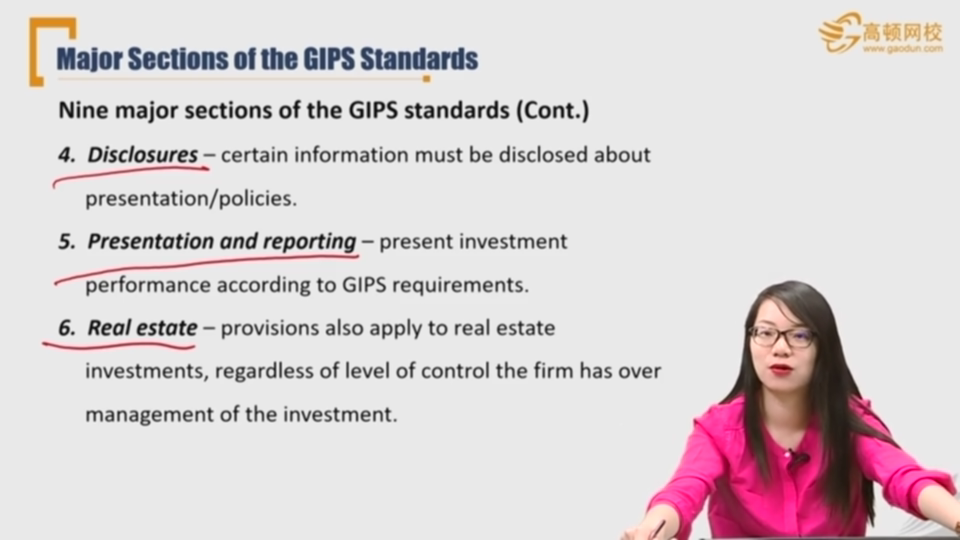 高顿网校
www.gaodun.com
Major Sections of the GIPS Standards
Nine major sections of the GIPS standards (Cont.)
4. Disclosures – certain information must be disclosed about
presentation/policies.
5. Presentation and reporting – present investment
performance according to GIPS requirements.
6. Real estate – provisions also apply to real estate
investments, regardless of level of control the firm has over
management of the investment.